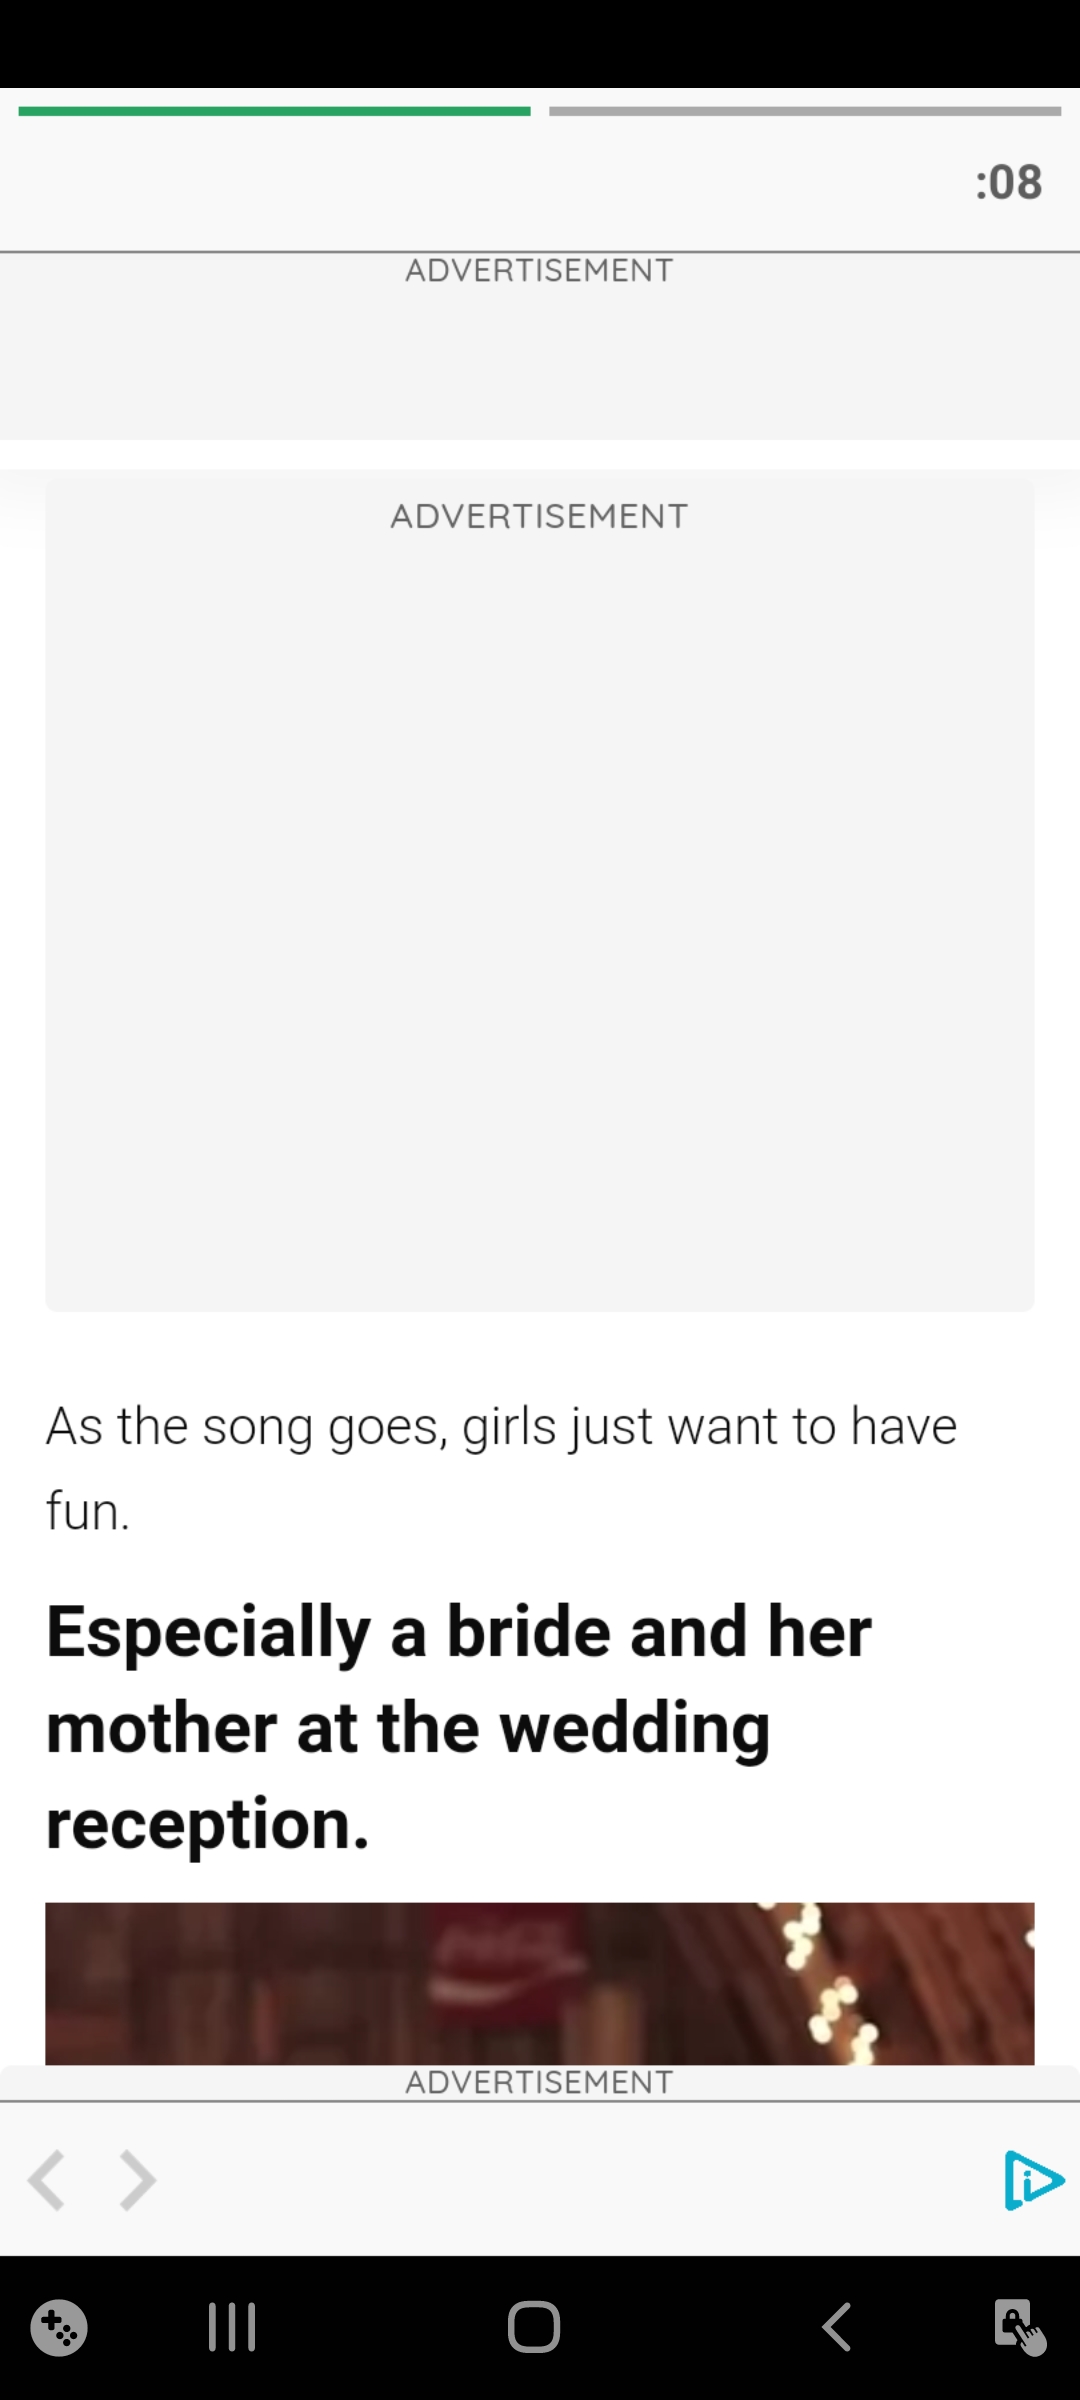 :08
ADVERTISEMENT
ADVERTISEMENT
As the song goes, girls just want to have
fun.
Especially a bride and her
mother at the wedding
reception.
ADVERTISEMENT